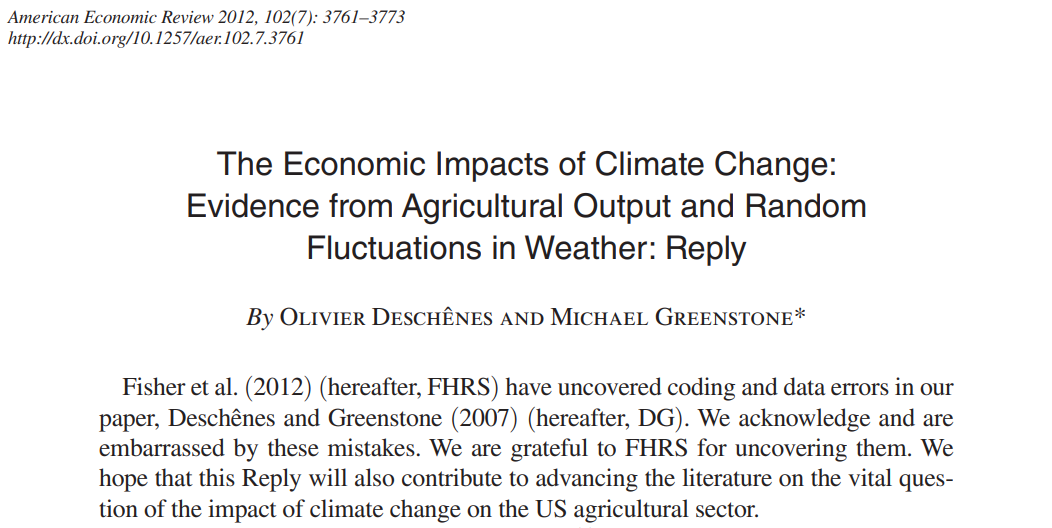 American Economic Review 2012, 102(7): 3761–3773
http://dx.doi.org/10.1257/aer.102.7.3761
The Economic Impacts of Climate Change:
Evidence from Agricultural Output and Random
Fluctuations in Weather: Reply
By Olivier Deschênes and Michael Greenstone*
Fisher et al. (2012) (hereafter, FHRS) have uncovered coding and data errors in our
paper, Deschênes and Greenstone (2007) (hereafter, DG). We acknowledge and are
embarrassed by these mistakes. We are grateful to FHRS for uncovering them. We
hope that this Reply will also contribute to advancing the literature on the vital ques-
tion of the impact of climate change on the US agricultural sector.